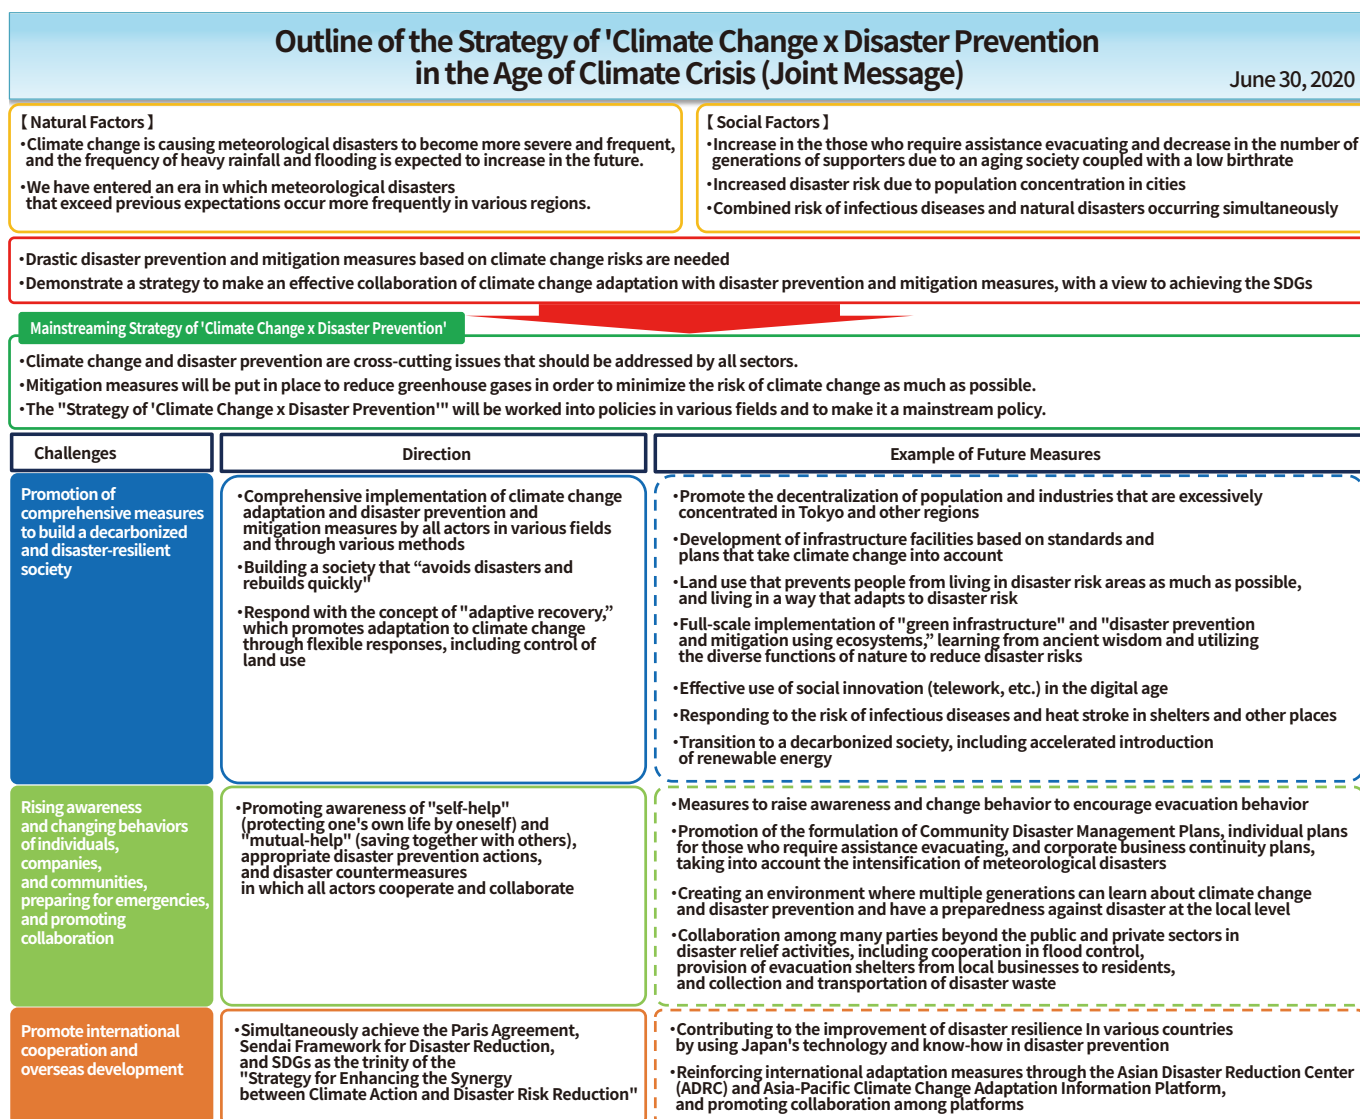 Outline of the Strategy of 'Climate Change x Disaster Prevention
in the Age of Climate Crisis (Joint Message)
June 30, 2020
【 Natural Factors 】
・Climate change is causing meteorological disasters to become more severe and frequent,
and the frequency of heavy rainfall and flooding is expected to increase in the future.
・We have entered an era in which meteorological disasters
that exceed previous expectations occur more frequently in various regions.
【 Social Factors 】
・Increase in the those who require assistance evacuating and decrease in the number of
generations of supporters due to an aging society coupled with a low birthrate
・Increased disaster risk due to population concentration in cities
・Combined risk of infectious diseases and natural disasters occurring simultaneously
・Drastic disaster prevention and mitigation measures based on climate change risks are needed
・Demonstrate a strategy to make an effective collaboration of climate change adaptation with disaster prevention and mitigation measures, with a view to achieving the SDGs
Mainstreaming Strategy of 'Climate Change x Disaster Prevention'
・Climate change and disaster prevention are cross-cutting issues that should be addressed by all sectors.
・Mitigation measures will be put in place to reduce greenhouse gases in order to minimize the risk of climate change as much as possible.
・The "Strategy of 'Climate Change x Disaster Prevention'" will be worked into policies in various fields and to make it a mainstream policy.
Challenges
Direction
Example of Future Measures
Promotion of
comprehensive measures
to build a decarbonized
and disaster-resilient
society
・Comprehensive implementation of climate change
adaptation and disaster prevention and
mitigation measures by all actors in various fields
and through various methods
・Building a society that “avoids disasters and
rebuilds quickly"
・Respond with the concept of "adaptive recovery,”
which promotes adaptation to climate change
through flexible responses, including control of
land use
・Promote the decentralization of population and industries that are excessively
concentrated in Tokyo and other regions
・Development of infrastructure facilities based on standards and
plans that take climate change into account
・Land use that prevents people from living in disaster risk areas as much as possible,
and living in a way that adapts to disaster risk
・Full-scale implementation of "green infrastructure" and "disaster prevention
and mitigation using ecosystems,” learning from ancient wisdom and utilizing
the diverse functions of nature to reduce disaster risks
・Effective use of social innovation (telework, etc.) in the digital age
・Responding to the risk of infectious diseases and heat stroke in shelters and other places
・Transition to a decarbonized society, including accelerated introduction
of renewable energy
Rising awareness
and changing behaviors
of individuals,
companies,
and communities,
preparing for emergencies,
and promoting
collaboration
・Promoting awareness of "self-help"
(protecting one's own life by oneself) and
"mutual-help" (saving together with others),
appropriate disaster prevention actions,
and disaster countermeasures
in which all actors cooperate and collaborate
・Measures to raise awareness and change behavior to encourage evacuation behavior
・Promotion of the formulation of Community Disaster Management Plans, individual plans
for those who require assistance evacuating, and corporate business continuity plans,
taking into account the intensification of meteorological disasters
・Creating an environment where multiple generations can learn about climate change
and disaster prevention and have a preparedness against disaster at the local level
・Collaboration among many parties beyond the public and private sectors in
disaster relief activities, including cooperation in flood control,
provision of evacuation shelters from local businesses to residents,
and collection and transportation of disaster waste
Promote international
cooperation and
overseas development
・Simultaneously achieve the Paris Agreement,
Sendai Framework for Disaster Reduction,
and SDGs as the trinity of the
"Strategy for Enhancing the Synergy
between Climate Action and Disaster Risk Reduction"
・Contributing to the improvement of disaster resilience In various countries
by using Japan's technology and know-how in disaster prevention
・Reinforcing international adaptation measures through the Asian Disaster Reduction Center
(ADRC) and Asia-Pacific Climate Change Adaptation Information Platform,
and promoting collaboration among platforms